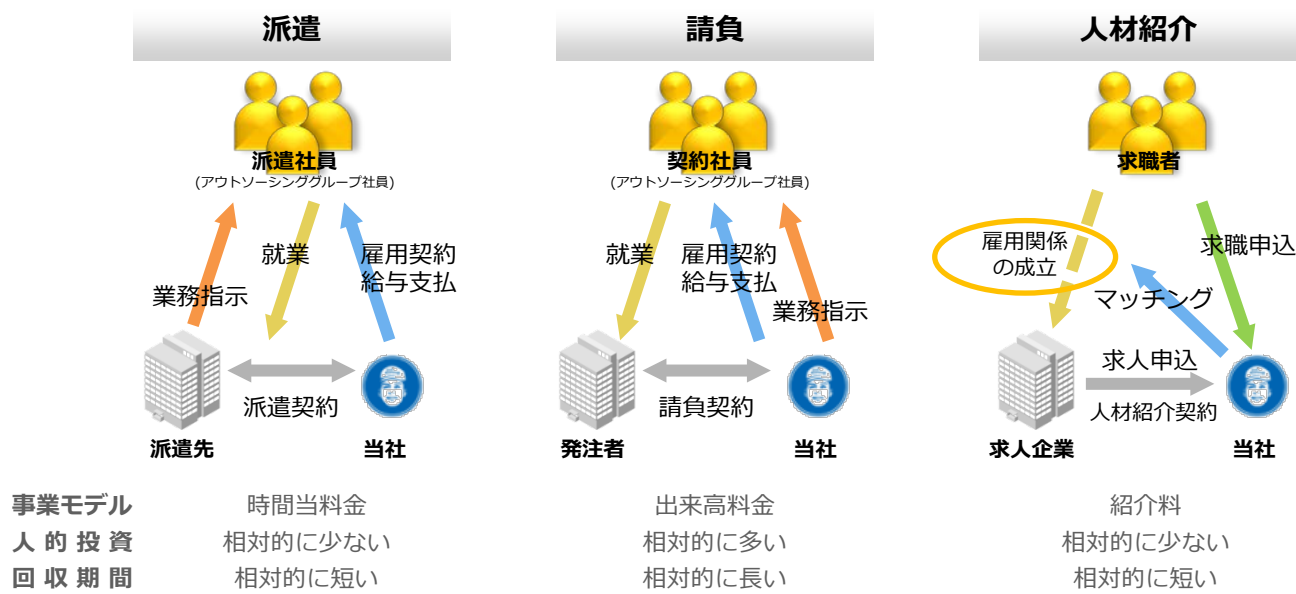 派遣
派遣社員
(アウトソーシンググループ社員)
就業
雇用契約
給与支払
業務指示
派遣契約
派遣先
当社
請負
契約社員
(アウトソーシンググループ社員)
就業
雇用契約
給与支払
業務指示
請負契約
発注者
当社
人材紹介
求職者
雇用関係
の成立
求職申込
マッチング
求人申込
人材紹介契約
求人企業
当社
事業モデル 時間当料金 出来高料金 紹介料
人的投資 相対的に少ない 相対的に多い 相対的に少ない
回収期間 相対的に短い 相対的に長い 相対的に短い